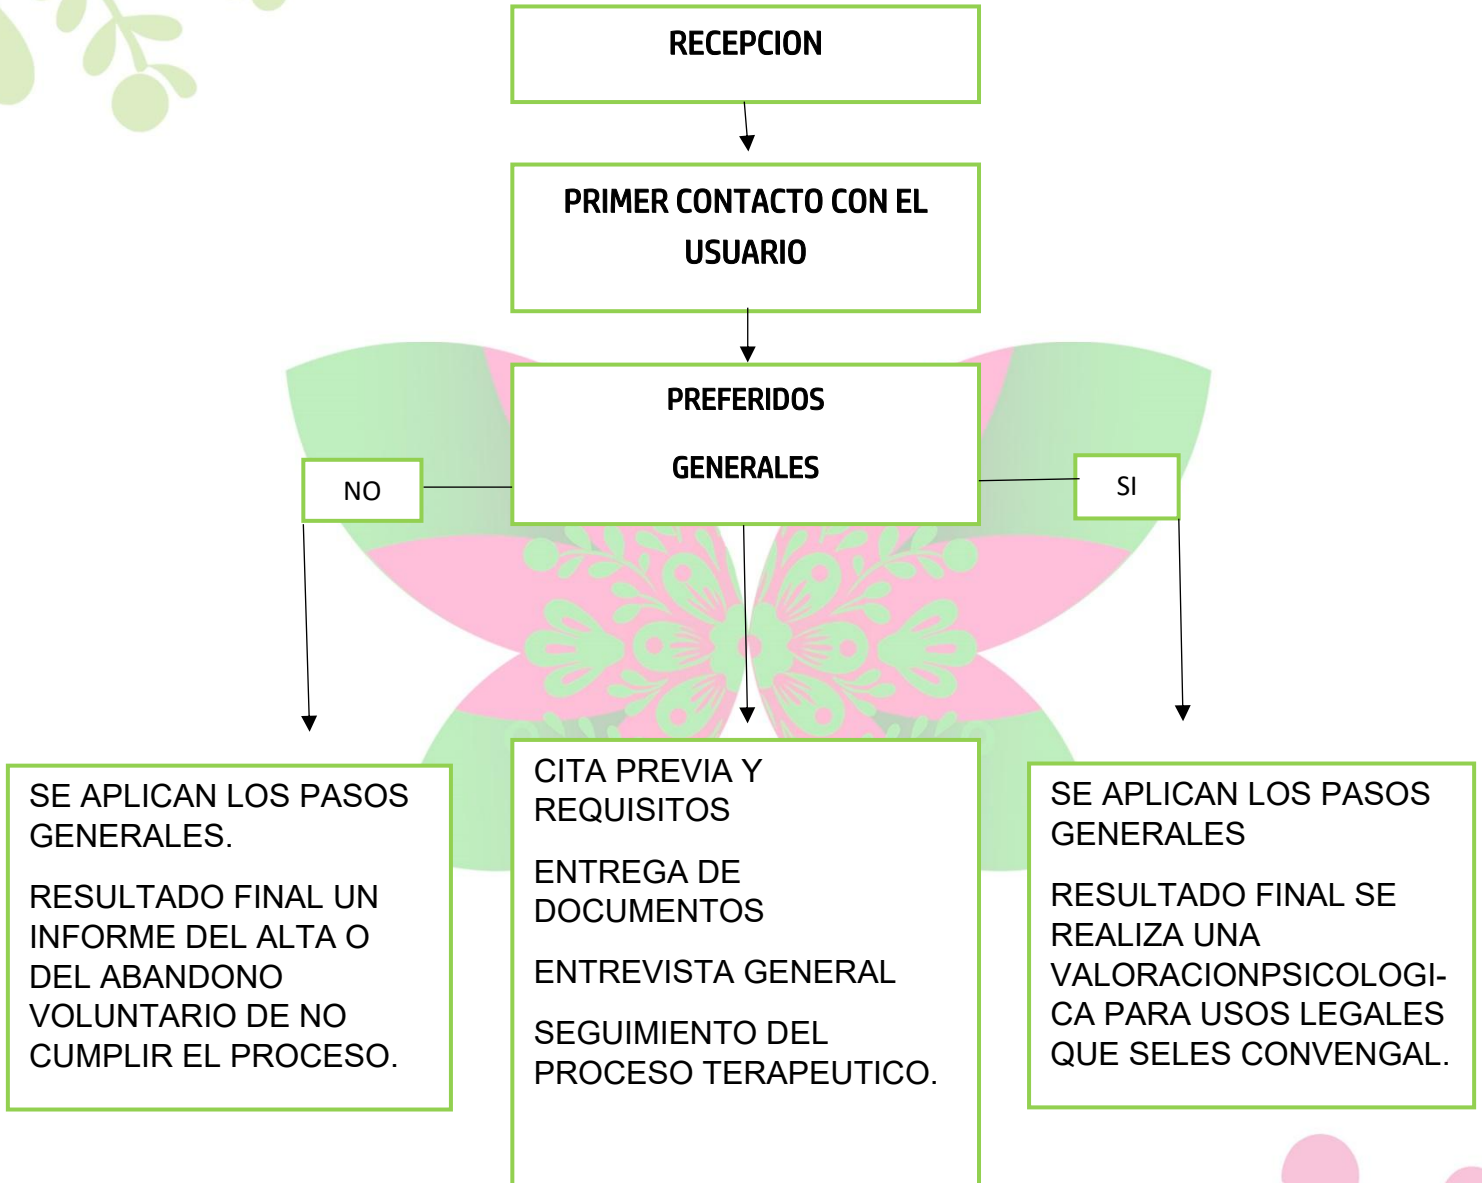 RECEPCION
PRIMER CONTACTO CON EL
USUARIO
PREFERIDOS
GENERALES
NO
SI
SE APLICAN LOS PASOS
GENERALES.
RESULTADO FINAL UN
INFORME DEL ALTA O
DEL ABANDONO
VOLUNTARIO DE NO
CUMPLIR EL PROCESO.
CITA PREVIA Y
REQUISITOS
ENTREGA DE
DOCUMENTOS
ENTREVISTA GENERAL
SEGUIMIENTO DEL
PROCESO TERAPEUTICO.
SE APLICAN LOS PASOS
GENERALES
RESULTADO FINAL SE
REALIZA UNA
VALORACIONPSICOLOGI-
CA PARA USOS LEGALES
QUE SELES CONVENGAL.